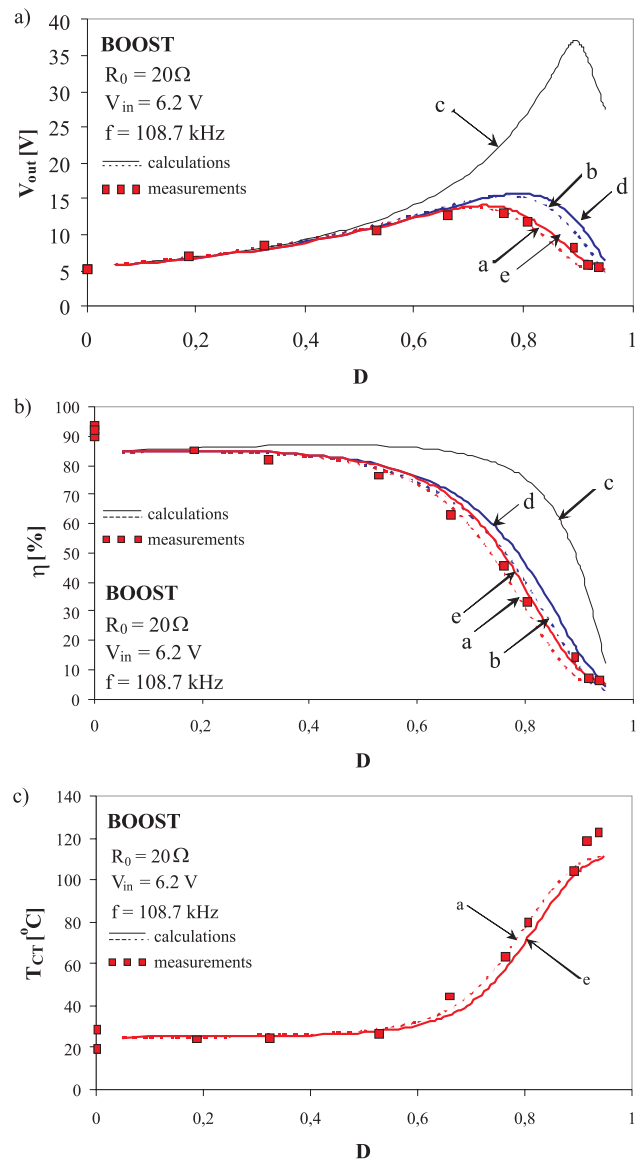 a)
40
35
30
25
20
15
10
5
0
V_out [V]
BOOST
R_0 = 20Ω
V_in = 6.2 V
f = 108.7 kHz
calculations
measurements
c
b
d
a
e
0
0,2
0,4
0,6
0,8
1
D
b)
100
90
80
70
60
50
40
30
20
10
0
η [%]
calculations
measurements
BOOST
R_0 = 20Ω
V_in = 6.2 V
f = 108.7 kHz
c
d
e
a
b
0
0,2
0,4
0,6
0,8
1
D
c)
140
120
100
80
60
40
20
0
T_CT [°C]
BOOST
R_0 = 20Ω
V_in = 6.2 V
f = 108.7 kHz
calculations
measurements
a
e
0
0,2
0,4
0,6
0,8
1
D